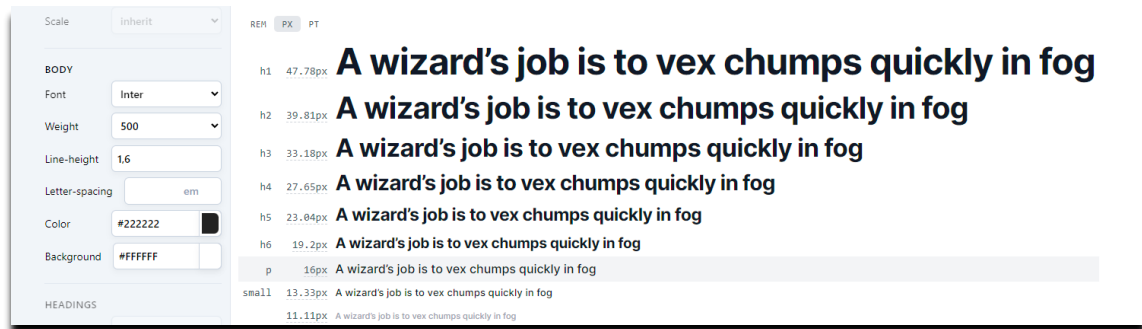 Scale inherit
REM PX PT
BODY
Font Inter
Weight 500
Line-height 1,6
Letter-spacing em
Color #222222
Background #FFFFFF
HEADINGS
h1 47.78px A wizard’s job is to vex chumps quickly in fog
h2 39.81px A wizard’s job is to vex chumps quickly in fog
h3 33.18px A wizard’s job is to vex chumps quickly in fog
h4 27.65px A wizard’s job is to vex chumps quickly in fog
h5 23.04px A wizard’s job is to vex chumps quickly in fog
h6 19.2px A wizard’s job is to vex chumps quickly in fog
p 16px A wizard’s job is to vex chumps quickly in fog
small 13.33px A wizard’s job is to vex chumps quickly in fog
11.11px A wizard’s job is to vex chumps quickly in fog